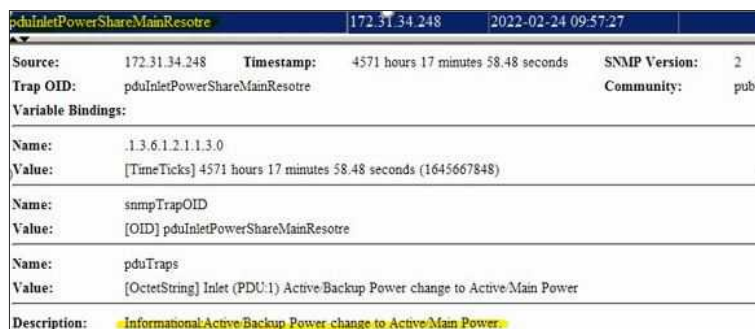 pduInletPowerShareMainResotre 172.31.34.248 2022-02-24 09:57:27
Source: 172.31.34.248 Timestamp: 4571 hours 17 minutes 58.48 seconds SNMP Version: 2
Trap OID: pduInletPowerShareMainResotre Community: pub
Variable Bindings:
Name: .1.3.6.1.2.1.1.3.0
Value: [TimeTicks] 4571 hours 17 minutes 58.48 seconds (1645667848)
Name: snmpTrapOID
Value: [OID] pduInletPowerShareMainResotre
Name: pduTraps
Value: [OctetString] Inlet (PDU:1) Active/Backup Power change to Active/Main Power
Description: Informational:Active/Backup Power change to Active/Main Power.